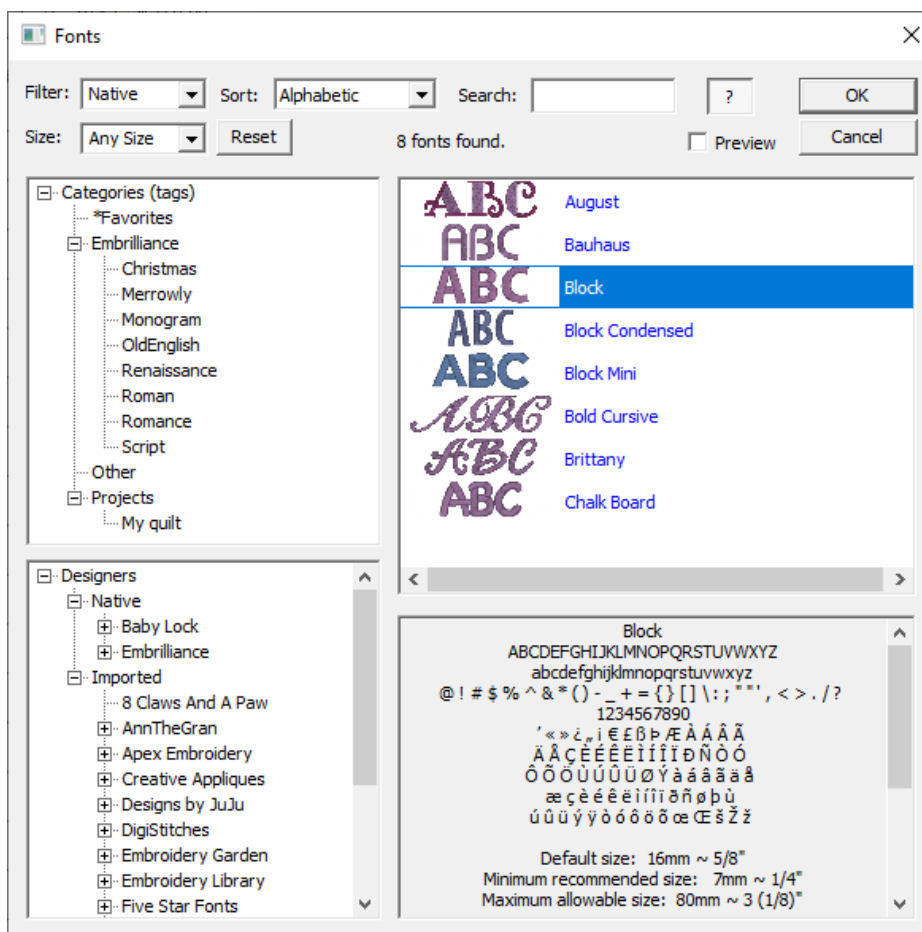 Fonts
Filter: Native Sort: Alphabetic Search: ? OK
Size: Any Size Reset 8 fonts found. Preview Cancel
Categories (tags)
*Favorites
Embrilliance
Christmas
Merrowly
Monogram
OldEnglish
Renaissance
Roman
Romance
Script
Other
Projects
My quilt
ABC August
ABC Bauhaus
ABC Block
ABC Block Condensed
ABC Block Mini
ABC Bold Cursive
ABC Brittany
ABC Chalk Board
Designers
Native
Baby Lock
Embrilliance
Imported
8 Claws And A Paw
AnnTheGran
Apex Embroidery
Creative Appliques
Designs by JuJu
DigiStitches
Embroidery Garden
Embroidery Library
Five Star Fonts
Block
ABCDEFGHIJKLMNOPQRSTUVWXYZ
abcdefghijklmnopqrstuvwxyz
@ ! # $ % ^ & * ( ) - _ + = { } [ ] \ : ; " " ' , < > . / ?
1234567890
´ « » ¿ „ ¡ € £ ß Þ Æ À Á Â Ã
Ä Å Ç È É Ê Ë Ì Í Î Ï Ð Ñ Ò Ó
Ô Õ Ö Ù Ú Û Ü Ø Ý à á â ã ä å
æ ç è é ê ë ì í î ï ð ñ ø þ ù
ú û ü ý ÿ ò ó ô ö õ œ Œ š Ž ž
Default size: 16mm ~ 5/8"
Minimum recommended size: 7mm ~ 1/4"
Maximum allowable size: 80mm ~ 3 (1/8)"